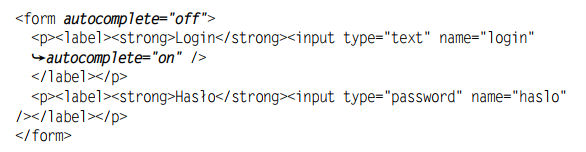 <form autocomplete="off">
<p><label><strong>Login</strong><input type="text" name="login"
↪autocomplete="on" />
</label></p>
<p><label><strong>Hasło</strong><input type="password" name="haslo"
/></label></p>
</form>